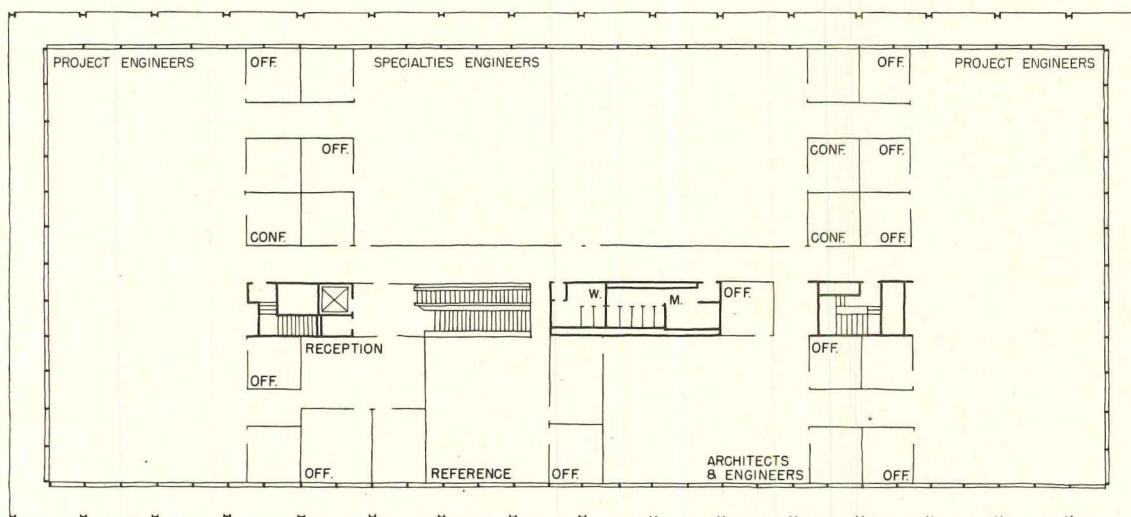 PROJECT ENGINEERS
OFF.
SPECIALTIES ENGINEERS
OFF.
PROJECT ENGINEERS
OFF.
CONF.
OFF.
CONF.
CONF.
OFF.
W.
M.
OFF.
RECEPTION
OFF.
OFF.
OFF.
REFERENCE
OFF.
ARCHITECTS
& ENGINEERS
OFF.